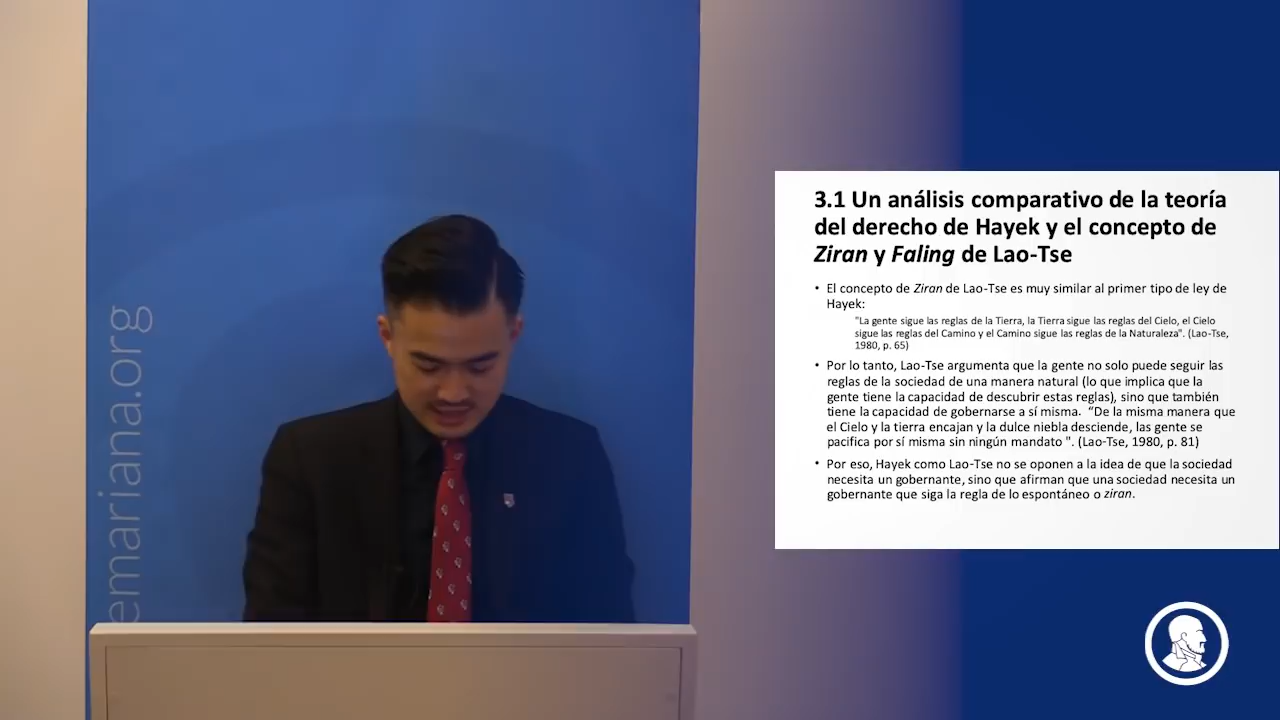 emariana.org
3.1 Un análisis comparativo de la teoría
del derecho de Hayek y el concepto de
Ziran y Faling de Lao-Tse
• El concepto de Ziran de Lao-Tse es muy similar al primer tipo de ley de
Hayek:
"La gente sigue las reglas de la Tierra, la Tierra sigue las reglas del Cielo, el Cielo
sigue las reglas del Camino y el Camino sigue las reglas de la Naturaleza". (Lao-Tse,
1980, p. 65)
• Por lo tanto, Lao-Tse argumenta que la gente no solo puede seguir las
reglas de la sociedad de una manera natural (lo que implica que la
gente tiene la capacidad de descubrir estas reglas), sino que también
tiene la capacidad de gobernarse a sí misma. “De la misma manera que
el Cielo y la tierra encajan y la dulce niebla desciende, las gente se
pacifica por sí misma sin ningún mandato ". (Lao-Tse, 1980, p. 81)
• Por eso, Hayek como Lao-Tse no se oponen a la idea de que la sociedad
necesita un gobernante, sino que afirman que una sociedad necesita un
gobernante que siga la regla de lo espontáneo o ziran.